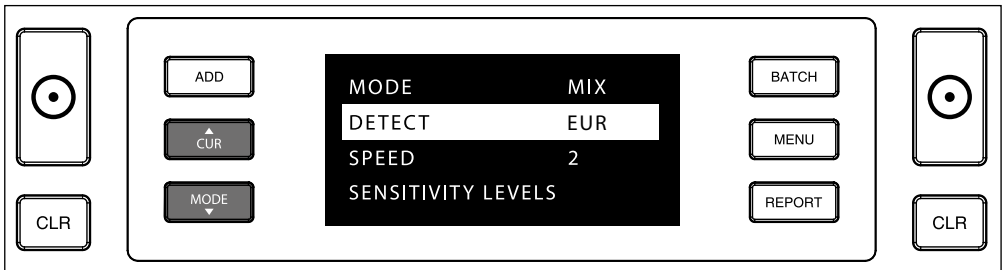 CLR
ADD
▲
CUR
MODE
▼
MODE MIX
DETECT EUR
SPEED 2
SENSITIVITY LEVELS
BATCH
MENU
REPORT
CLR